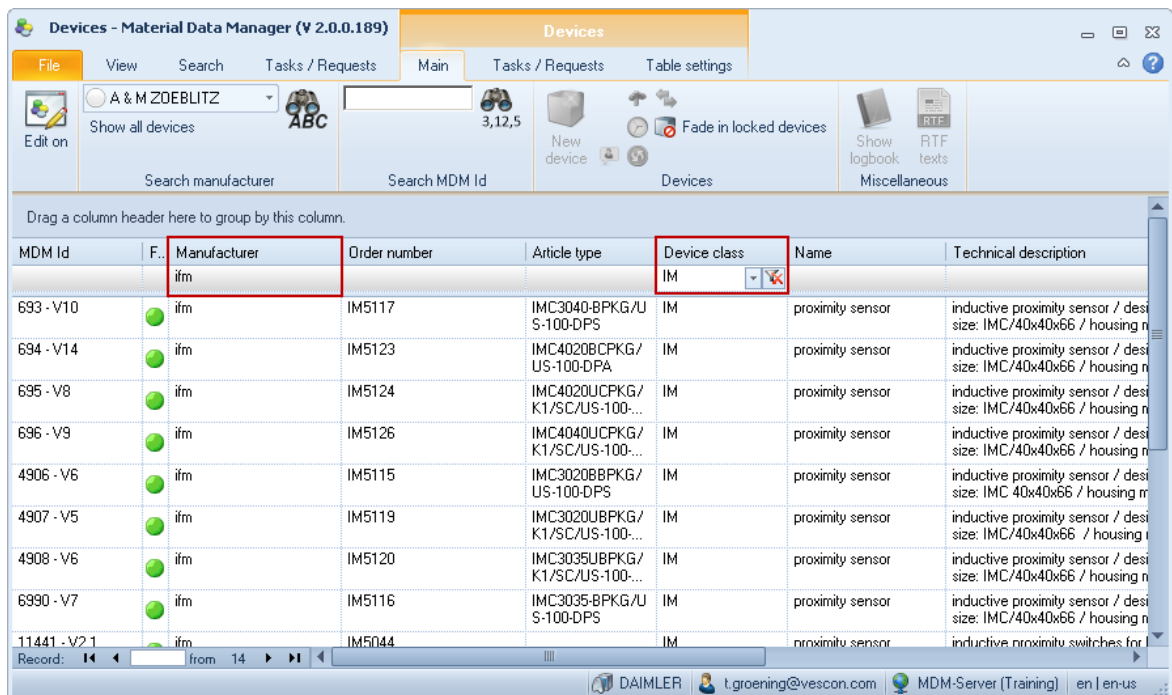 Devices - Material Data Manager (V 2.0.0.189)
Devices
File View Search Tasks / Requests Main Tasks / Requests Table settings
A & M ZOEBLITZ
Show all devices
ABC
Search manufacturer
Edit on
3,12,5
Search MDM Id
New device
Fade in locked devices
Devices
Show logbook
RTF
RTF texts
Miscellaneous
Drag a column header here to group by this column.
MDM Id F.. Manufacturer Order number Article type Device class Name Technical description
ifm IM
693 - V10 ifm IM5117 IMC3040-BPKG/U IM proximity sensor inductive proximity sensor / desi
S-100-DPS size: IMC/40x40x66 / housing
694 - V14 ifm IM5123 IMC4020BCPKG/ IM proximity sensor inductive proximity sensor / desi
US-100-DPA size: IMC/40x40x66 / housing
695 - V8 ifm IM5124 IMC4020UCPKG/ IM proximity sensor inductive proximity sensor / desi
K1/SC/US-100-... size: IMC/40x40x66 / housing
696 - V9 ifm IM5126 IMC4040UCPKG/ IM proximity sensor inductive proximity sensor / desi
K1/SC/US-100-... size: IMC/40x40x66 / housing
4906 - V6 ifm IM5115 IMC3020BBPKG/ IM proximity sensor inductive proximity sensor / desi
US-100-DPS size: IMC 40x40x66 / housing m
4907 - V5 ifm IM5119 IMC3020UBPKG/ IM proximity sensor inductive proximity sensor / desi
K1/SC/US-100-... size: IMC/40x40x66 / housing
4908 - V6 ifm IM5120 IMC3035UBPKG/ IM proximity sensor inductive proximity sensor / desi
K1/SC/US-100-... size: IMC/40x40x66 / housing
6990 - V7 ifm IM5116 IMC3035-BPKG/U IM proximity sensor inductive proximity sensor / desi
S-100-DPS size: IMC/40x40x66 / housing
11441 - V2.1 ifm IM5044 IM proximity sensor inductive proximity switches for
Record: from 14
DAIMLER t.groening@vescon.com MDM-Server (Training) en | en-us